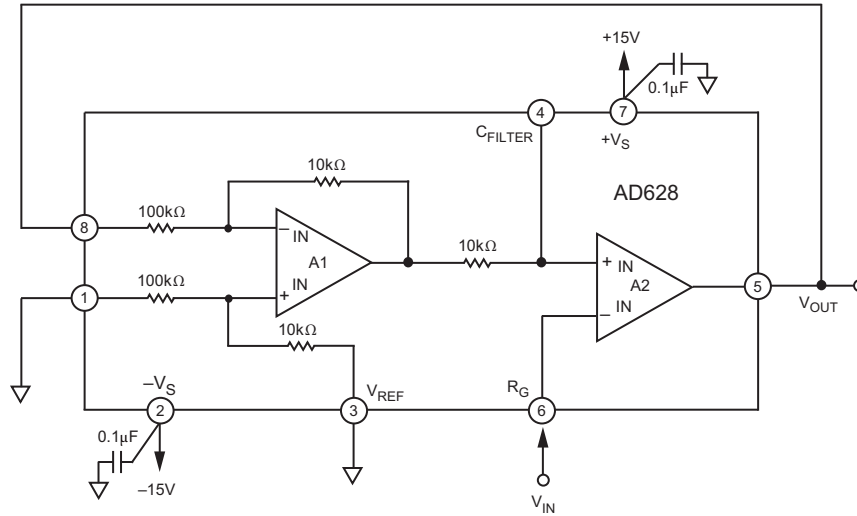 +15V
0.1µF
4
7
C_FILTER
+V_S
10kΩ
AD628
100kΩ
8
– IN
A1
10kΩ
+ IN
A2
100kΩ
IN
1
+
– IN
5
V_OUT
10kΩ
–V_S
V_REF
R_G
2
3
6
0.1µF
–15V
V_IN